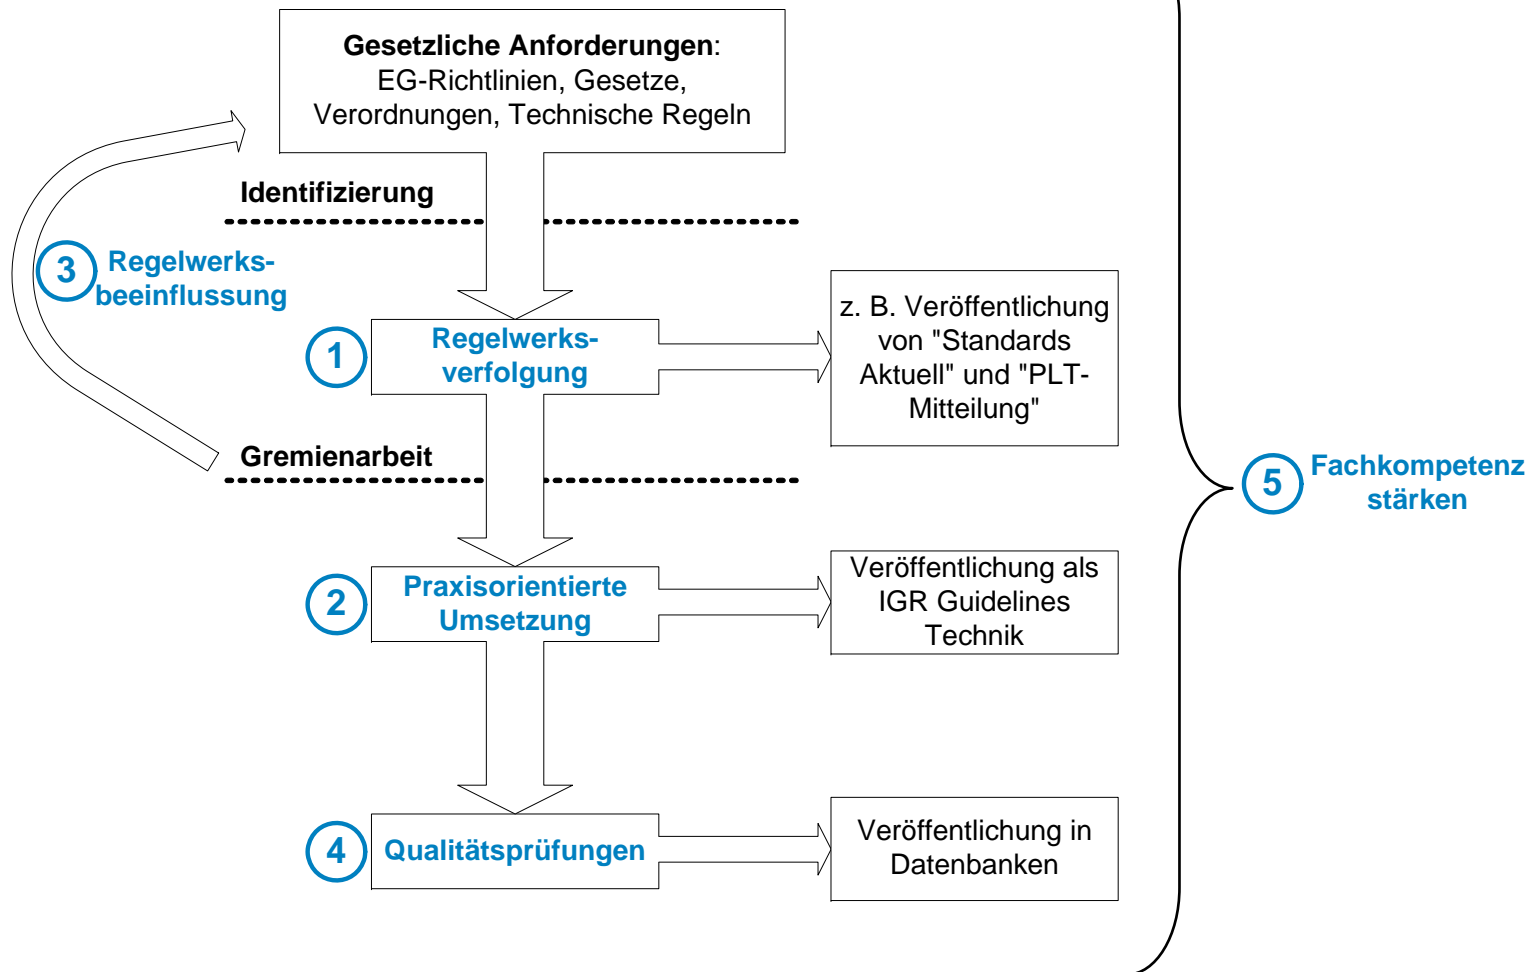 Gesetzliche Anforderungen:
EG-Richtlinien, Gesetze,
Verordnungen, Technische Regeln
Identifizierung
3
Regelwerks-
beeinflussung
1
Regelwerks-
verfolgung
z. B. Veröffentlichung
von "Standards
Aktuell" und "PLT-
Mitteilung"
Gremienarbeit
5
Fachkompetenz
stärken
2
Praxisorientierte
Umsetzung
Veröffentlichung als
IGR Guidelines
Technik
4
Qualitätsprüfungen
Veröffentlichung in
Datenbanken